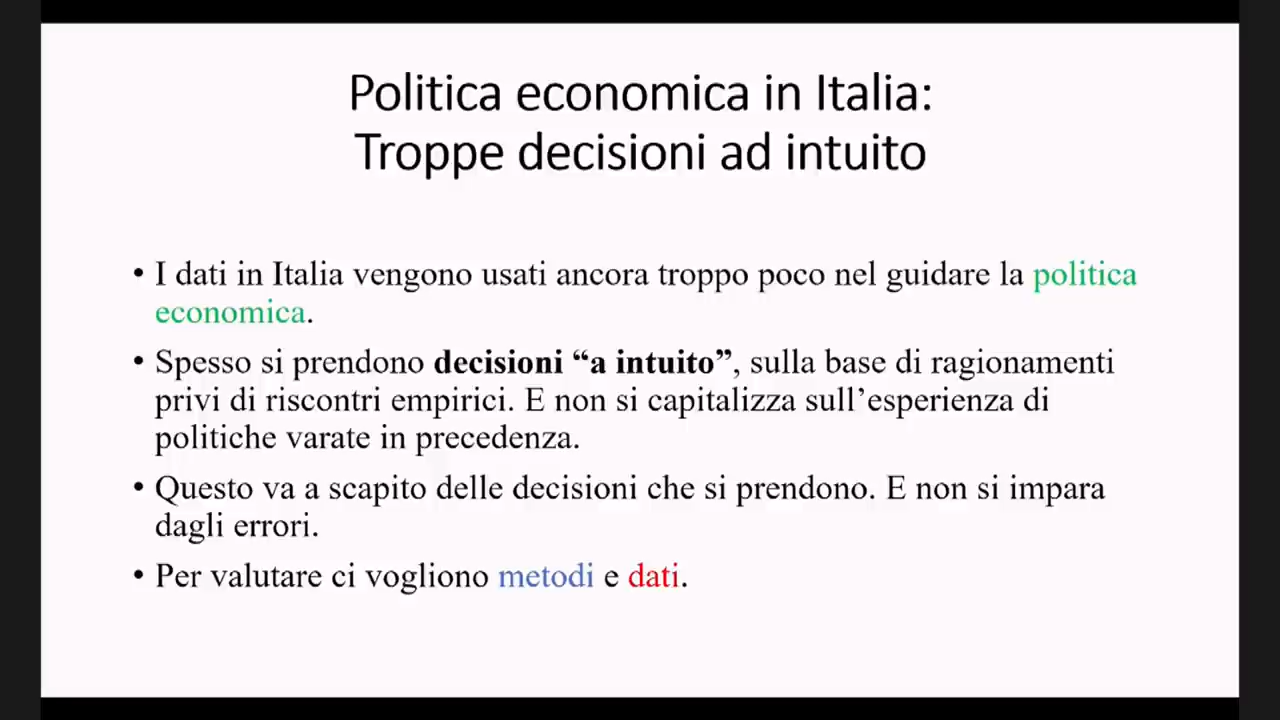 Politica economica in Italia:
Troppe decisioni ad intuito
• I dati in Italia vengono usati ancora troppo poco nel guidare la politica
economica.
• Spesso si prendono decisioni “a intuito”, sulla base di ragionamenti
privi di riscontri empirici. E non si capitalizza sull’esperienza di
politiche varate in precedenza.
• Questo va a scapito delle decisioni che si prendono. E non si impara
dagli errori.
• Per valutare ci vogliono metodi e dati.